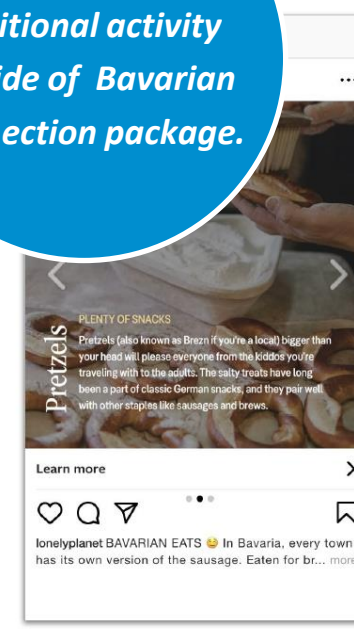 itional activity
ide of Bavarian
ection package.
PLENTY OF SNACKS
Pretzels
Pretzels (also known as Brezn if you're a local) bigger than
your head will please everyone from the kiddos you're
traveling with to the adults. The salty treats have long
been a part of classic German snacks, and they pair well
with other staples like sausages and brews.
Learn more
lonelyplanet BAVARIAN EATS 😄 In Bavaria, every town
has its own version of the sausage. Eaten for br... more